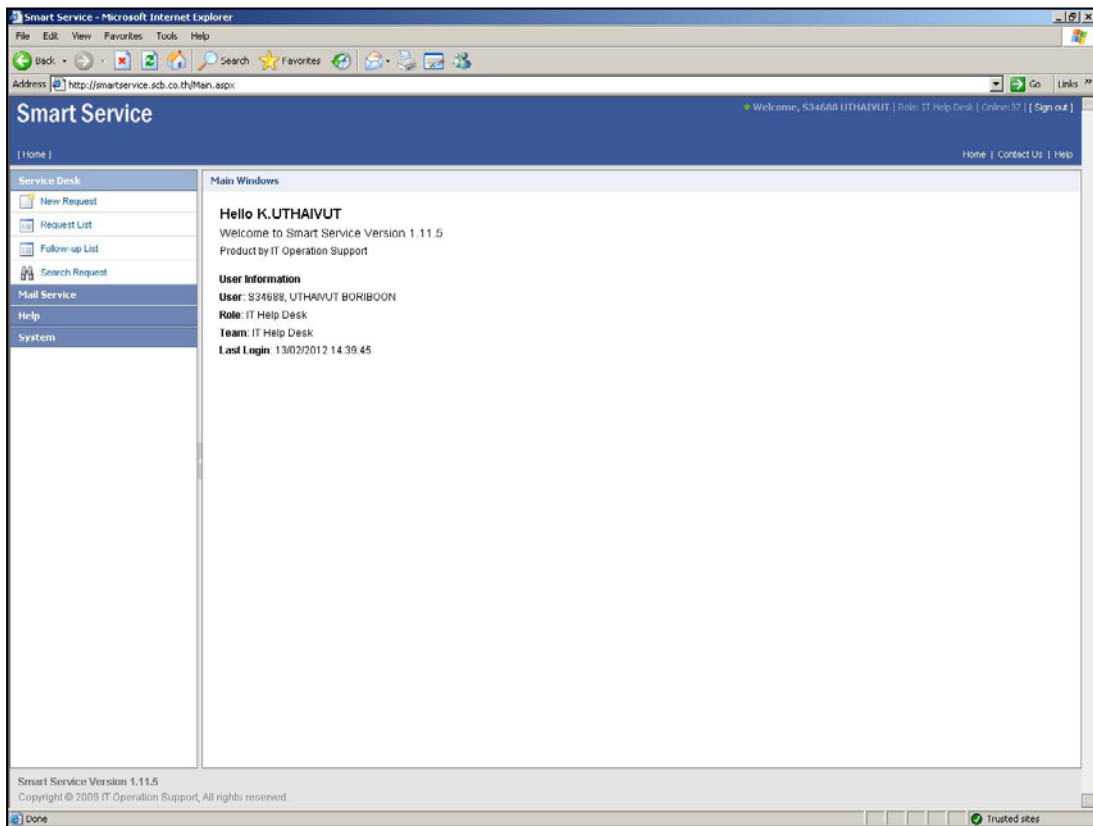 Smart Service - Microsoft Internet Explorer
File Edit View Favorites Tools Help
Back Search Favorites
Address http://smartservice.scb.co.th/Main.aspx Go Links »
Smart Service
Welcome, S34688 UTHAIVUT | Role: IT Help Desk | Online:37 | [ Sign out ]
[ Home ]
Home | Contact Us | Help
Service Desk
New Request
Request List
Follow-up List
Search Request
Mail Service
Help
System
Main Windows
Hello K.UTHAIVUT
Welcome to Smart Service Version 1.11.5
Product by IT Operation Support
User Information
User: S34688, UTHAIVUT BORIBOON
Role: IT Help Desk
Team: IT Help Desk
Last Login: 13/02/2012 14:39:45
Smart Service Version 1.11.5
Copyright © 2009 IT Operation Support, All rights reserved.
Done
Trusted sites